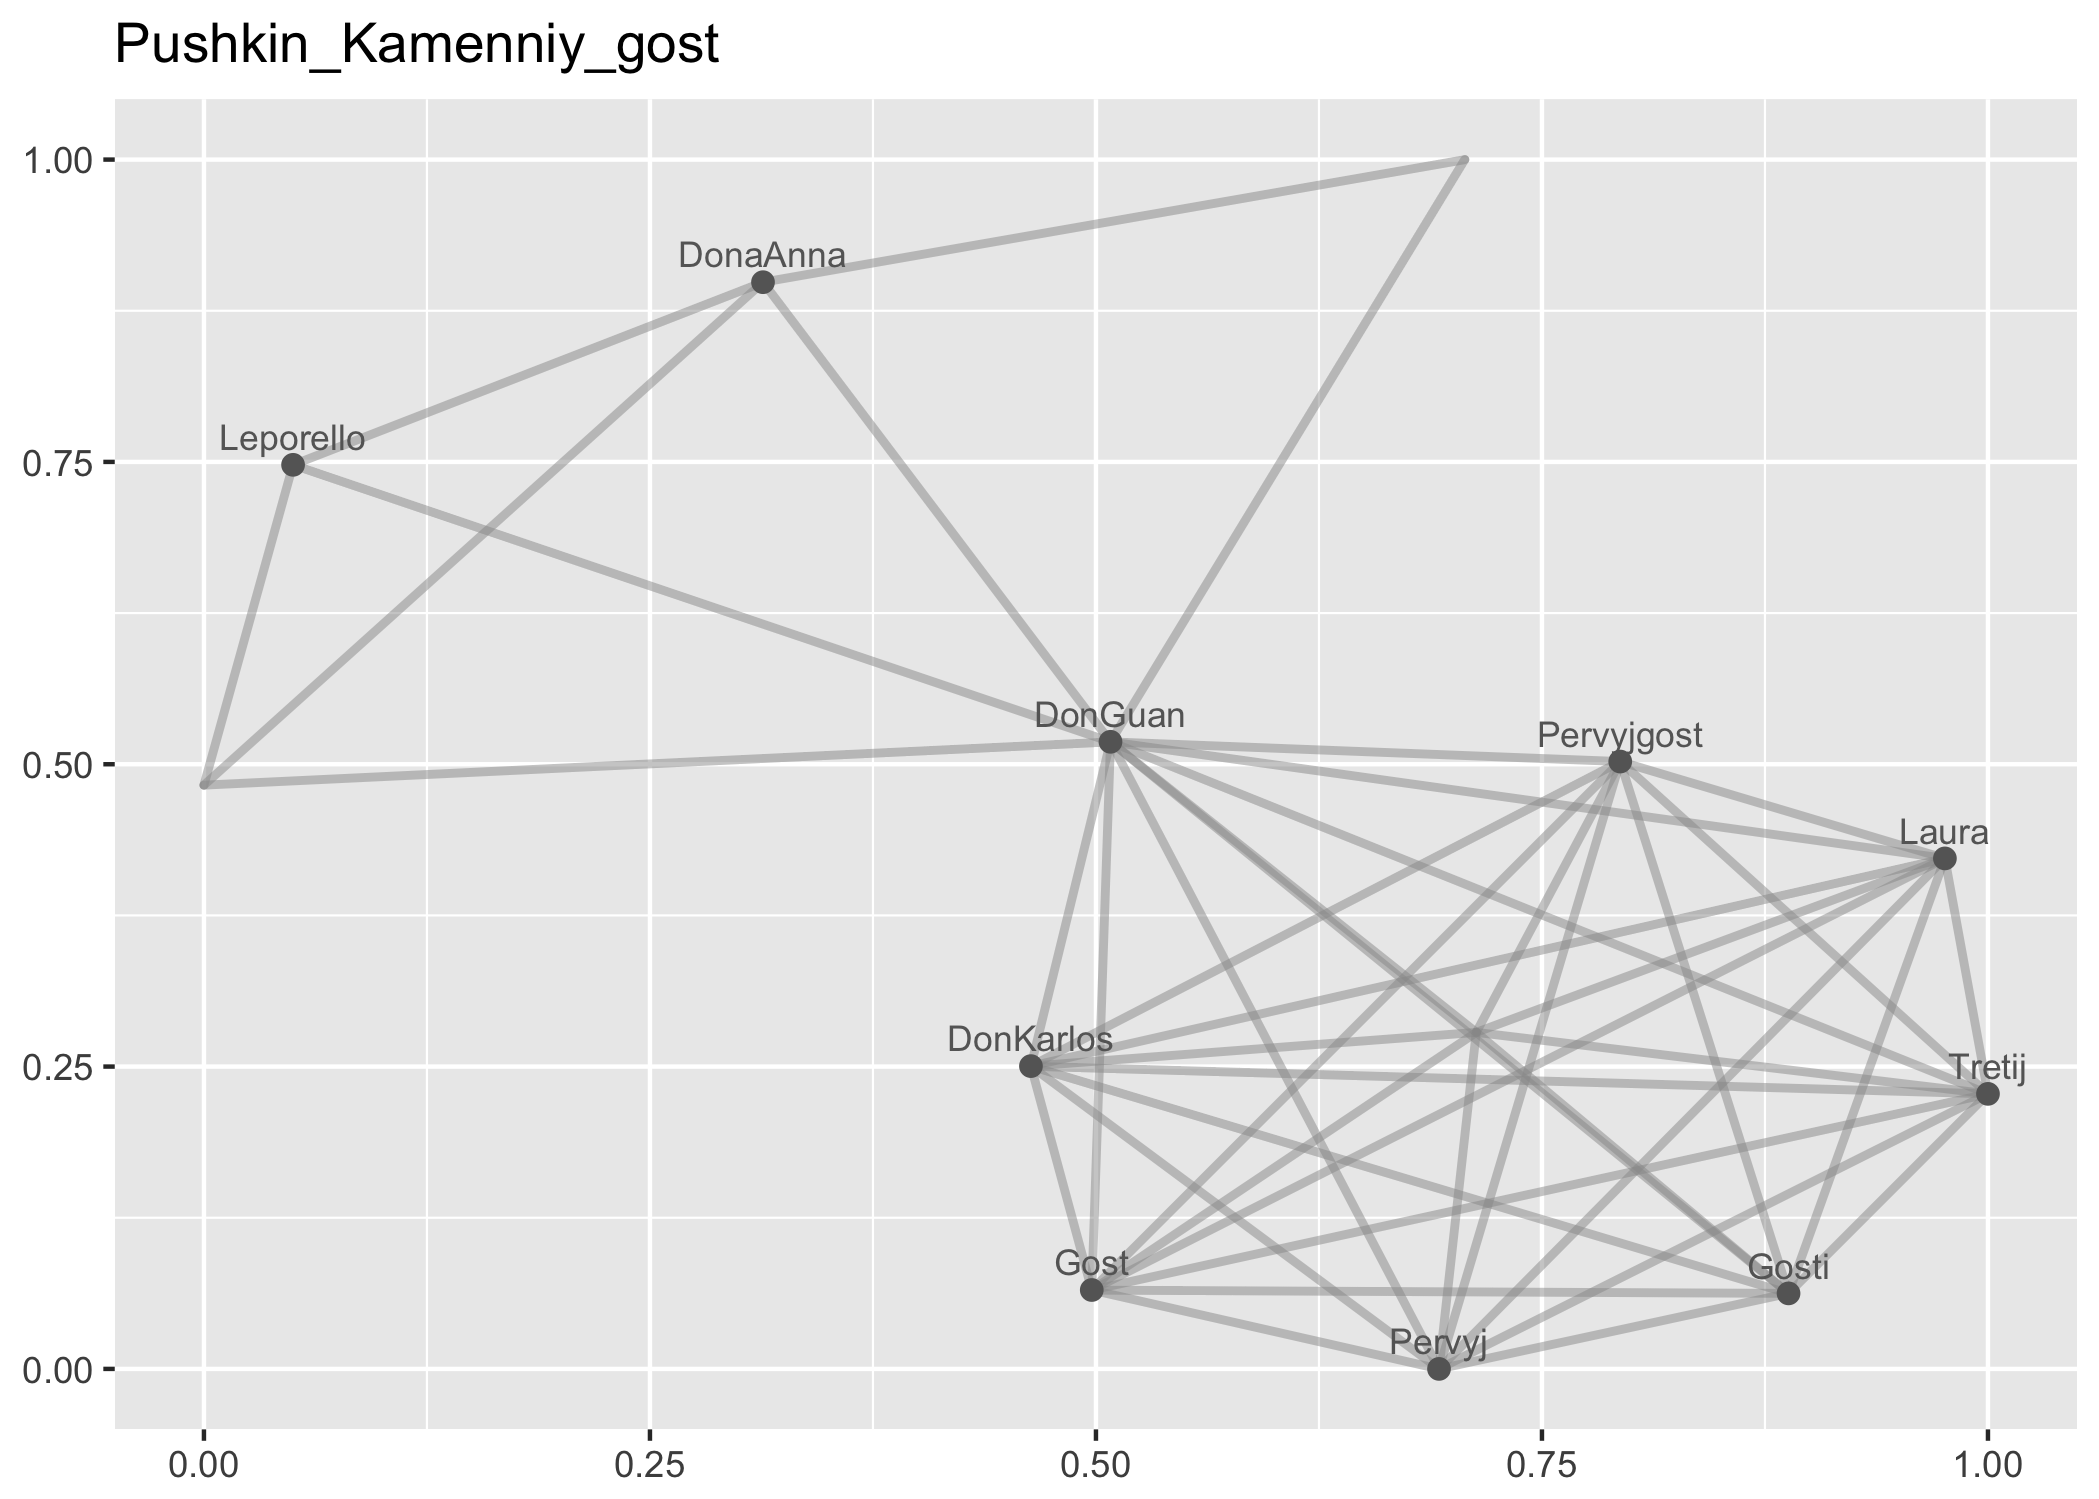 Pushkin_Kamenniy_gost
1.00
DonaAnna
Leporello
0.75
DonGuan
Pervyjgost
0.50
Laura
DonKarlos
Tretij
0.25
Gost
Gosti
Pervyj
0.00
0.00 0.25 0.50 0.75 1.00